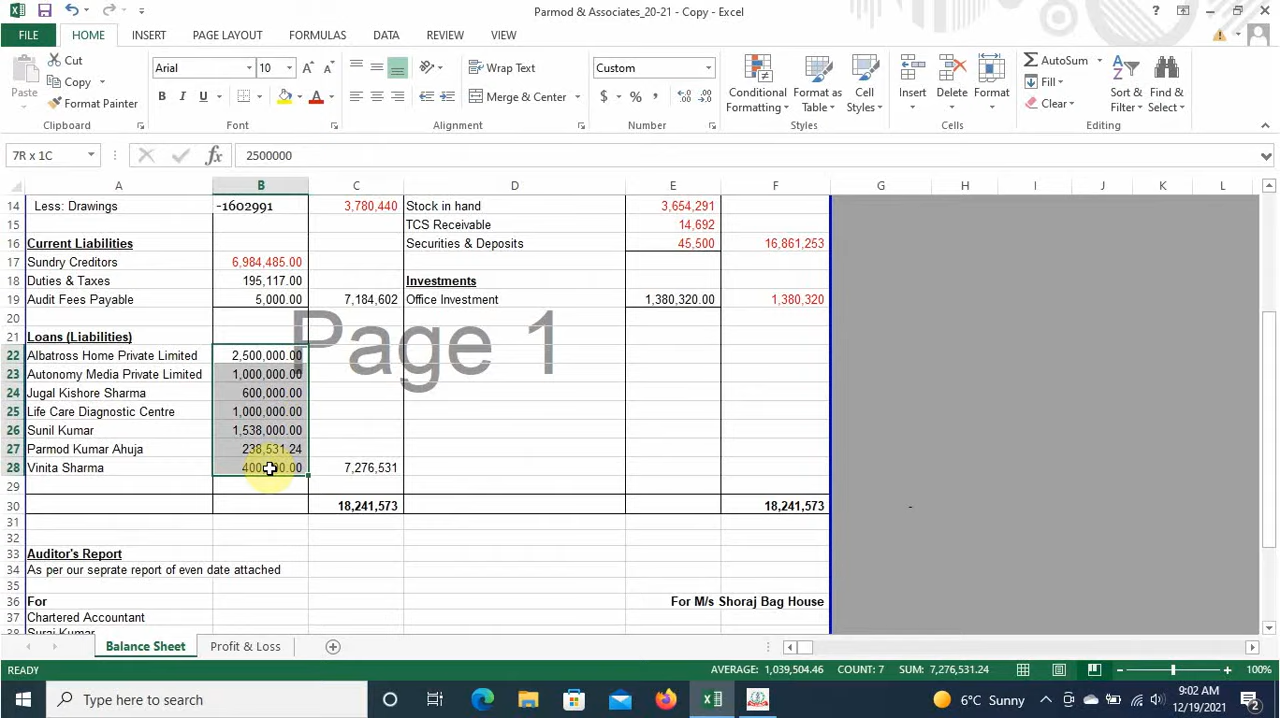 Parmod & Associates_20-21 - Copy - Excel
FILE HOME INSERT PAGE LAYOUT FORMULAS DATA REVIEW VIEW
Paste
Cut
Copy
Format Painter
Clipboard
Arial 10
B I U
Font
Wrap Text
Merge & Center
Alignment
Custom
$ % ,
Number
Conditional Formatting
Format as Table
Cell Styles
Styles
Insert
Delete
Format
Cells
AutoSum
Fill
Clear
Sort & Filter
Find & Select
Editing
7R x 1C fx 2500000
A B C D E F G H I J K L
14 Less: Drawings -1602991 3,780,440 Stock in hand 3,654,291
15 TCS Receivable 14,692
16 Current Liabilities Securities & Deposits 45,500 16,861,253
17 Sundry Creditors 6,984,485.00
18 Duties & Taxes 195,117.00 Investments
19 Audit Fees Payable 5,000.00 7,184,602 Office Investment 1,380,320.00 1,380,320
20
Page 1
21 Loans (Liabilities)
22 Albatross Home Private Limited 2,500,000.00
23 Autonomy Media Private Limited 1,000,000.00
24 Jugal Kishore Sharma 600,000.00
25 Life Care Diagnostic Centre 1,000,000.00
26 Sunil Kumar 1,538,000.00
27 Parmod Kumar Ahuja 238,531.24
28 Vinita Sharma 7,276,531
29
30 18,241,573 18,241,573 -
31
32
33 Auditor's Report
34 As per our seprate report of even date attached
35
36 For For M/s Shoraj Bag House
37 Chartered Accountant
38 Suraj Kumar
Balance Sheet Profit & Loss
READY AVERAGE: 1,039,504.46 COUNT: 7 SUM: 7,276,531.24 100%
Type here to search
6°C Sunny
9:02 AM
12/19/2021
2